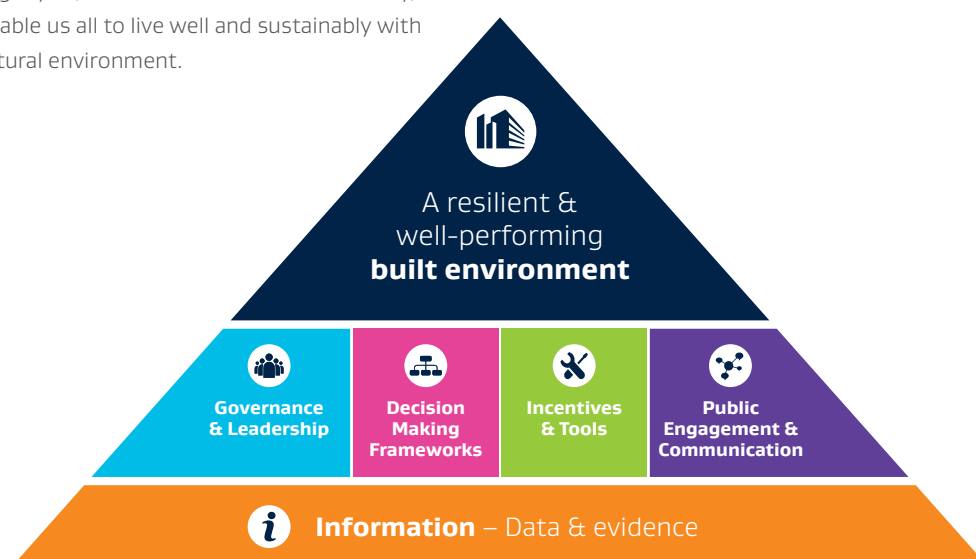 able us all to live well and sustainably with
tural environment.
A resilient &
well-performing
built environment
Governance
& Leadership
Decision
Making
Frameworks
Incentives
& Tools
Public
Engagement &
Communication
i Information – Data & evidence